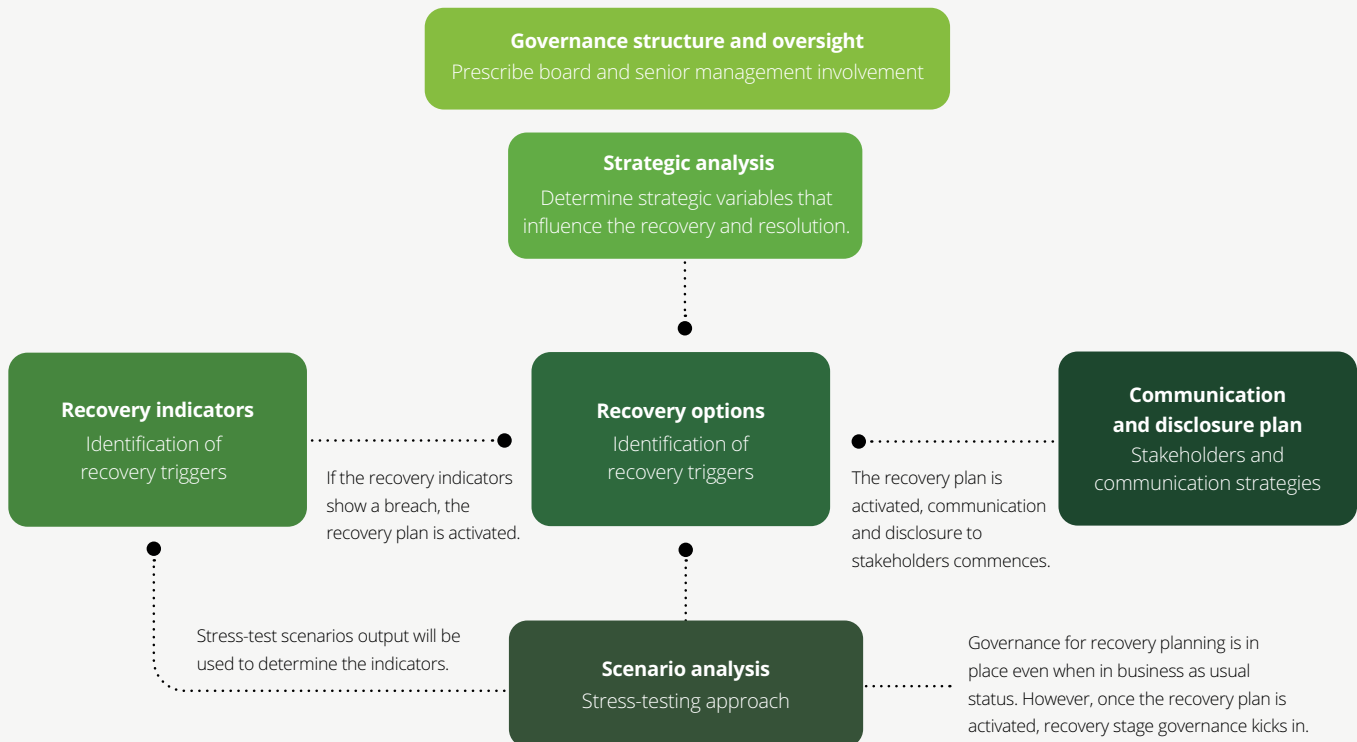 Governance structure and oversight
Prescribe board and senior management involvement
Strategic analysis
Determine strategic variables that
influence the recovery and resolution.
Recovery indicators
Identification of
recovery triggers
If the recovery indicators
show a breach, the
recovery plan is activated.
Recovery options
Identification of
recovery triggers
The recovery plan is
activated, communication
and disclosure to
stakeholders commences.
Communication
and disclosure plan
Stakeholders and
communication strategies
Stress-test scenarios output will be
used to determine the indicators.
Scenario analysis
Stress-testing approach
Governance for recovery planning is in
place even when in business as usual
status. However, once the recovery plan is
activated, recovery stage governance kicks in.